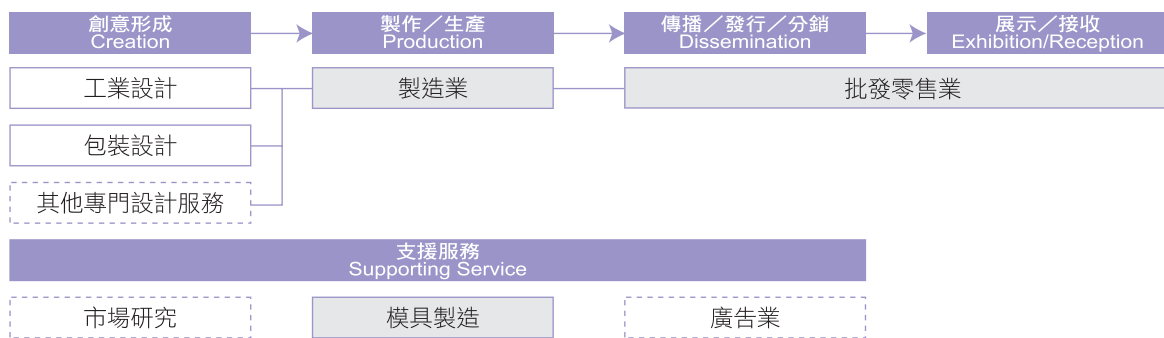 創意形成
Creation
製作／生產
Production
傳播／發行／分銷
Dissemination
展示／接收
Exhibition/Reception
工業設計
製造業
批發零售業
包裝設計
其他專門設計服務
支援服務
Supporting Service
市場研究
模具製造
廣告業